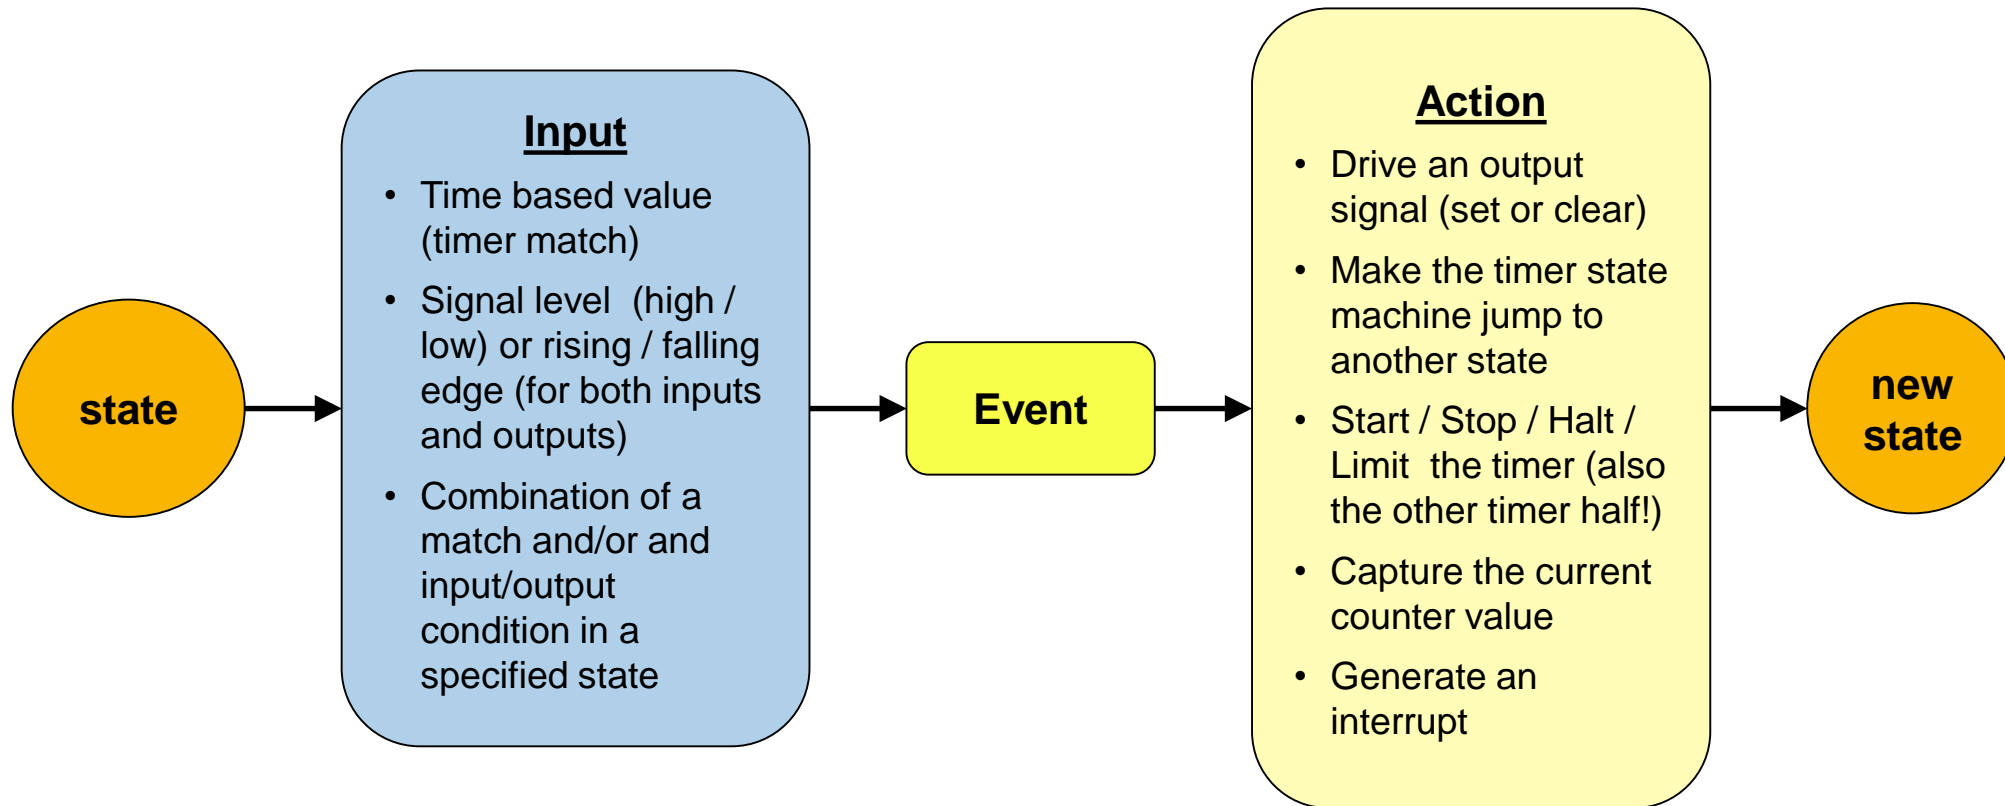 state
Input
• Time based value
(timer match)
• Signal level  (high /
low) or rising / falling
edge (for both inputs
and outputs)
• Combination of a
match and/or and
input/output
condition in a
specified state
Event
Action
• Drive an output
signal (set or clear)
• Make the timer state
machine jump to
another state
• Start / Stop / Halt /
Limit  the timer (also
the other timer half!)
• Capture the current
counter value
• Generate an
interrupt
new
state